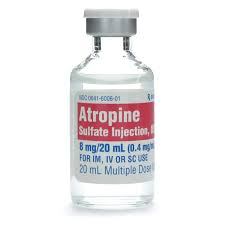 NDC 0641-6006-01
Atropine
Sulfate Injection,
8 mg/20 mL (0.4 mg/
FOR IM, IV OR SC USE
20 mL Multiple Dose